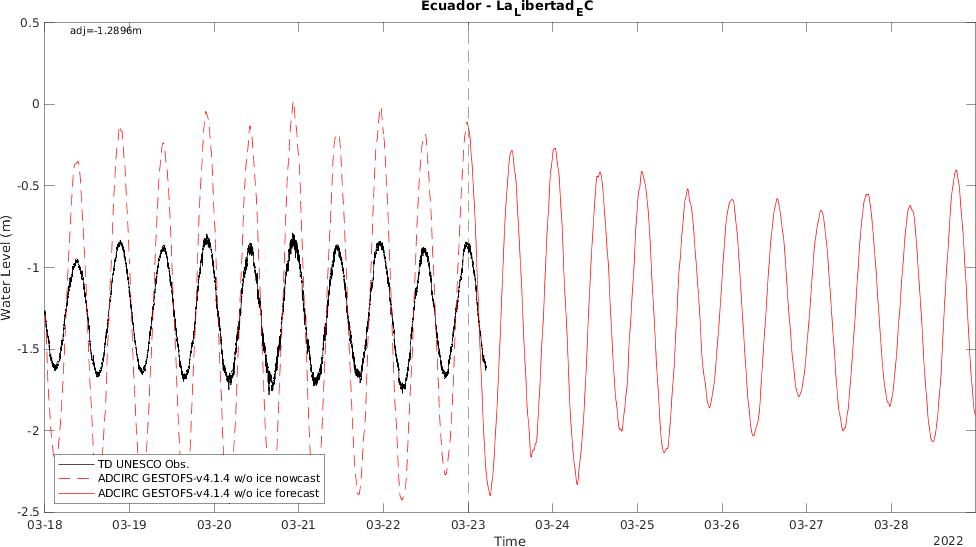 Ecuador - LaLibertadEC
adj=-1.2896m
0.5
0
-0.5
-1
-1.5
-2
-2.5
Water Level (m)
TD UNESCO Obs.
ADCIRC GESTOFS-v4.1.4 w/o ice nowcast
ADCIRC GESTOFS-v4.1.4 w/o ice forecast
03-18 03-19 03-20 03-21 03-22 03-23 03-24 03-25 03-26 03-27 03-28
Time
2022